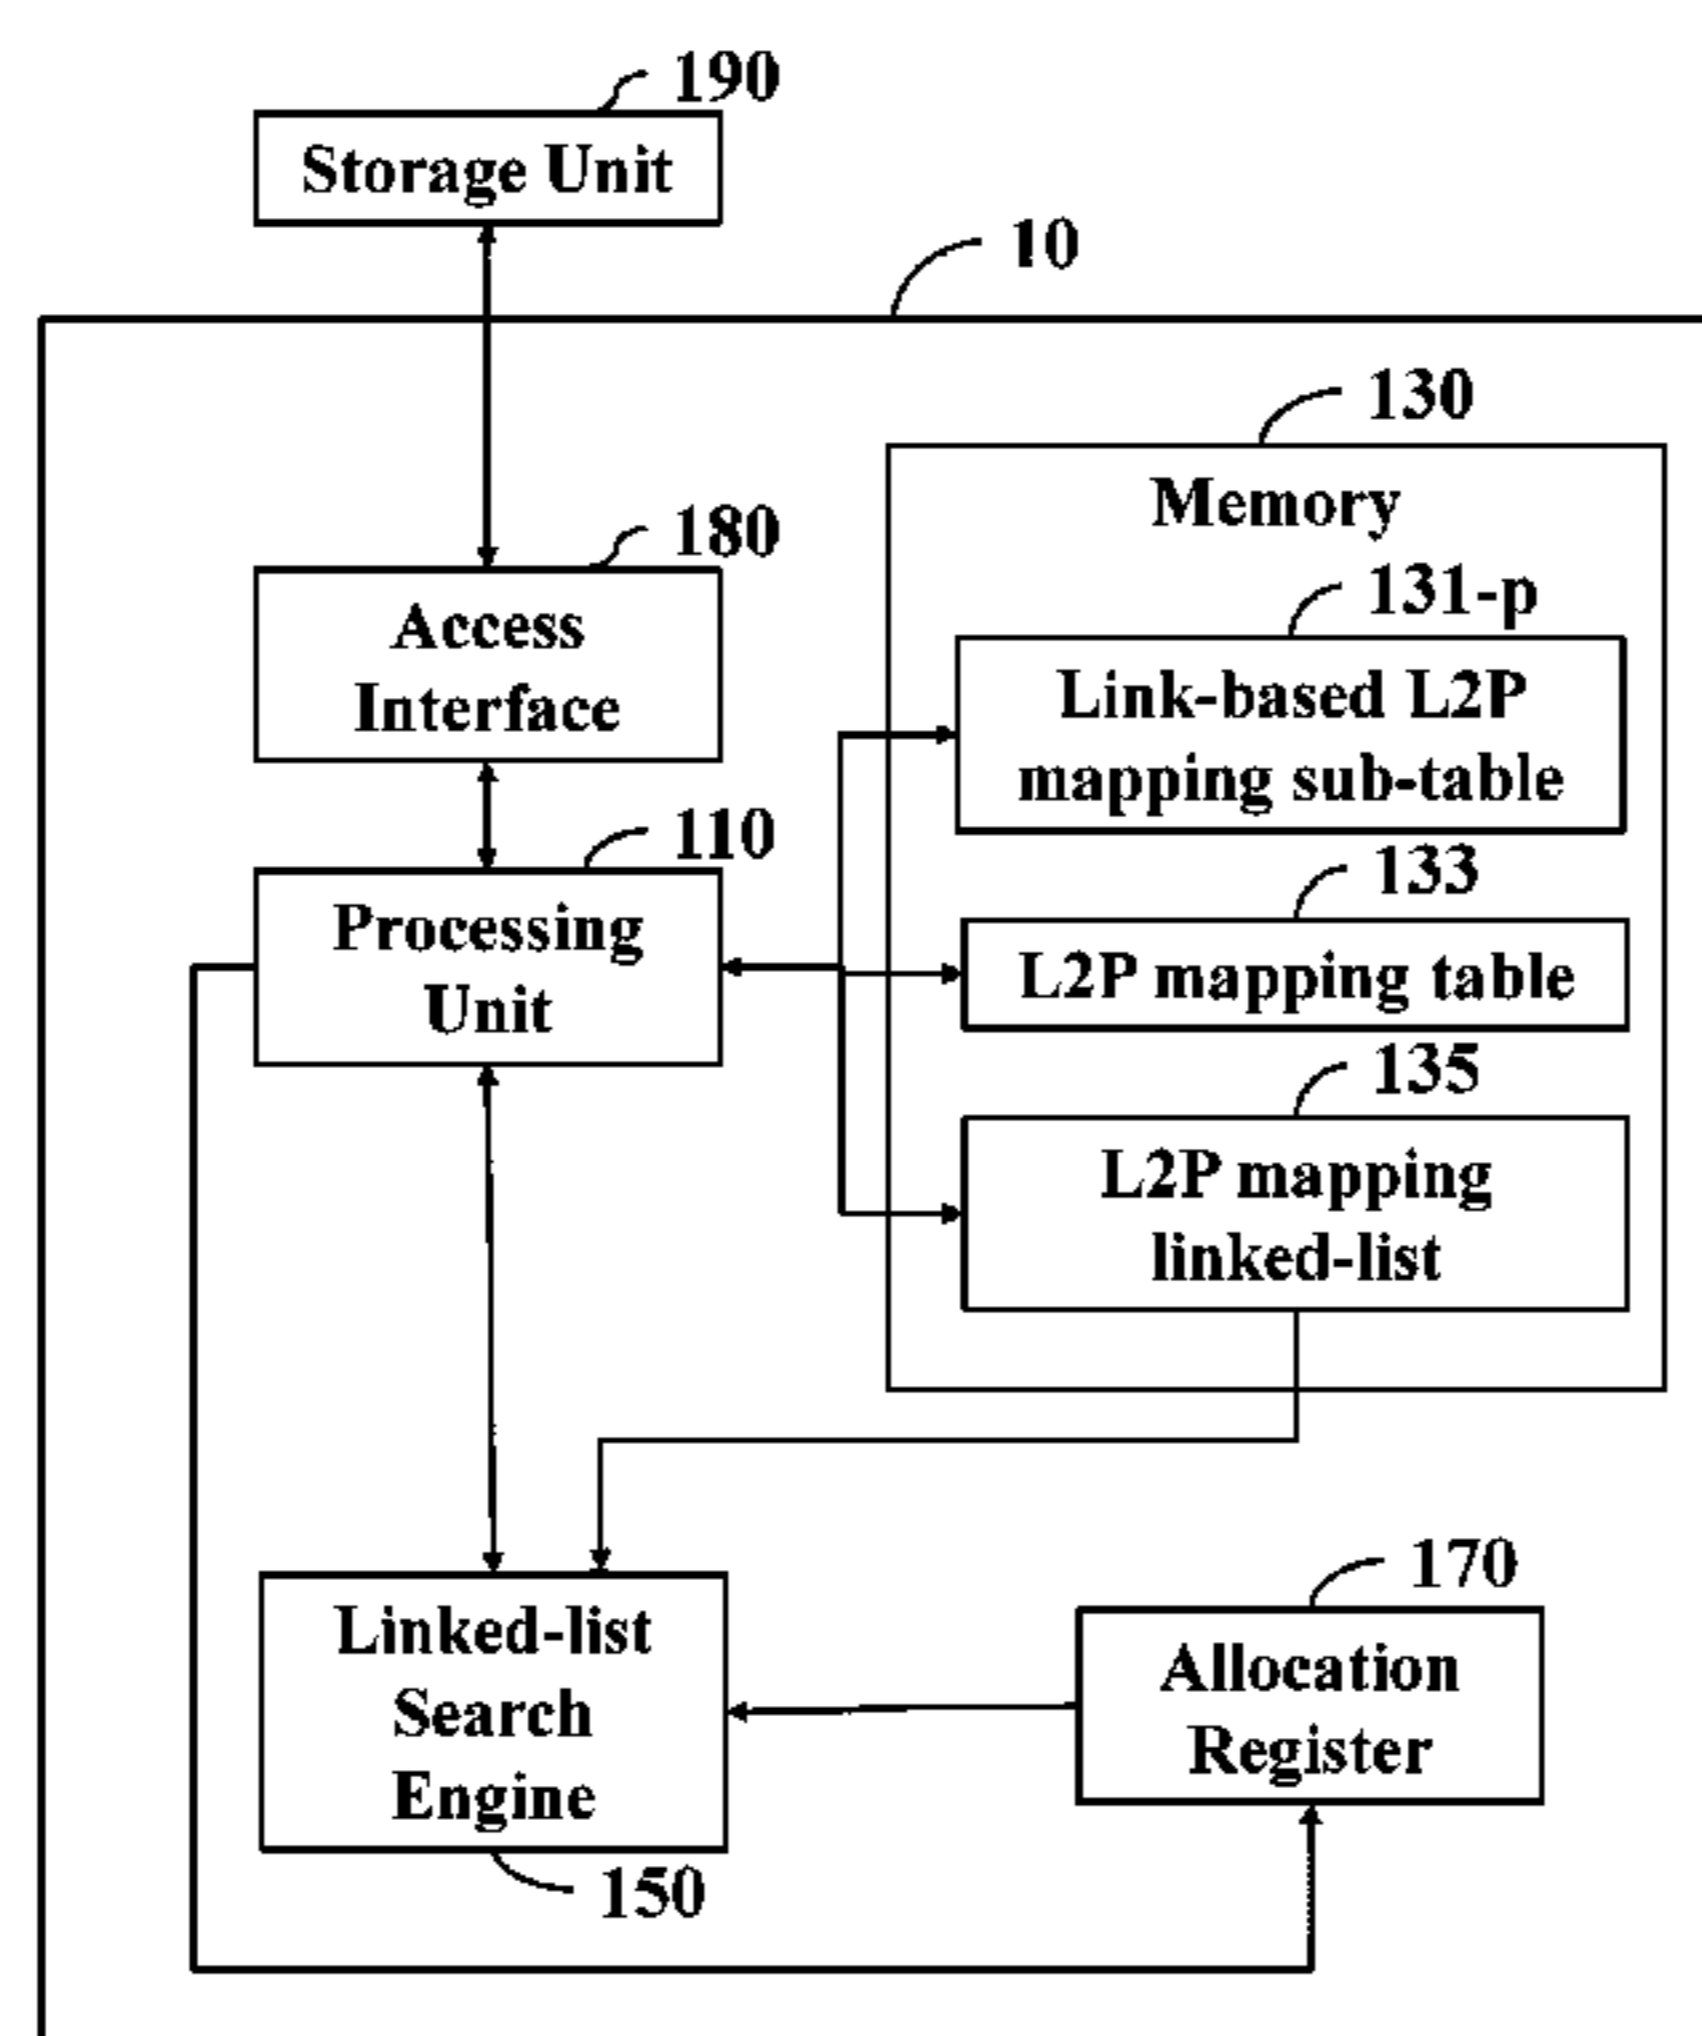 190
Storage Unit
10
130
Memory
180
Access
Interface
131-p
Link-based L2P
mapping sub-table
110
Processing
Unit
133
L2P mapping table
135
L2P mapping
linked-list
170
Linked-list
Search
Engine
Allocation
Register
150